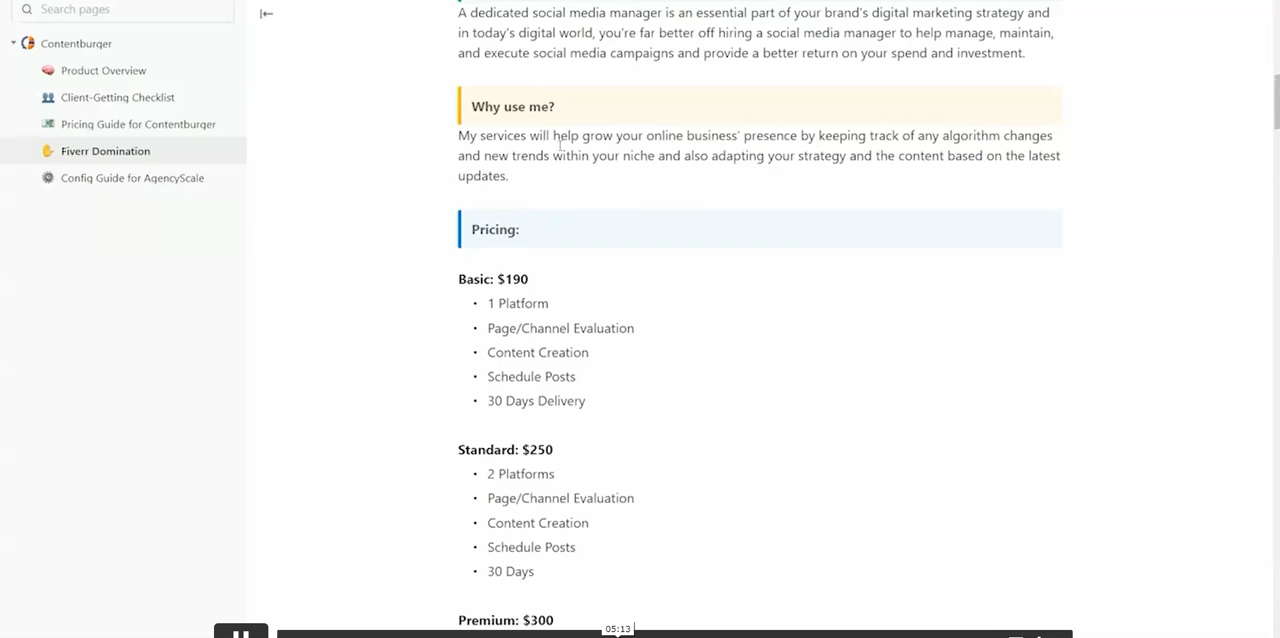 Search pages
Contentburger
Product Overview
Client-Getting Checklist
Pricing Guide for Contentburger
Fiverr Domination
Config Guide for AgencyScale
A dedicated social media manager is an essential part of your brand's digital marketing strategy and
in today's digital world, you're far better off hiring a social media manager to help manage, maintain,
and execute social media campaigns and provide a better return on your spend and investment.
Why use me?
My services will help grow your online business' presence by keeping track of any algorithm changes
and new trends within your niche and also adapting your strategy and the content based on the latest
updates.
Pricing:
Basic: $190
• 1 Platform
• Page/Channel Evaluation
• Content Creation
• Schedule Posts
• 30 Days Delivery
Standard: $250
• 2 Platforms
• Page/Channel Evaluation
• Content Creation
• Schedule Posts
• 30 Days
Premium: $300
05:13